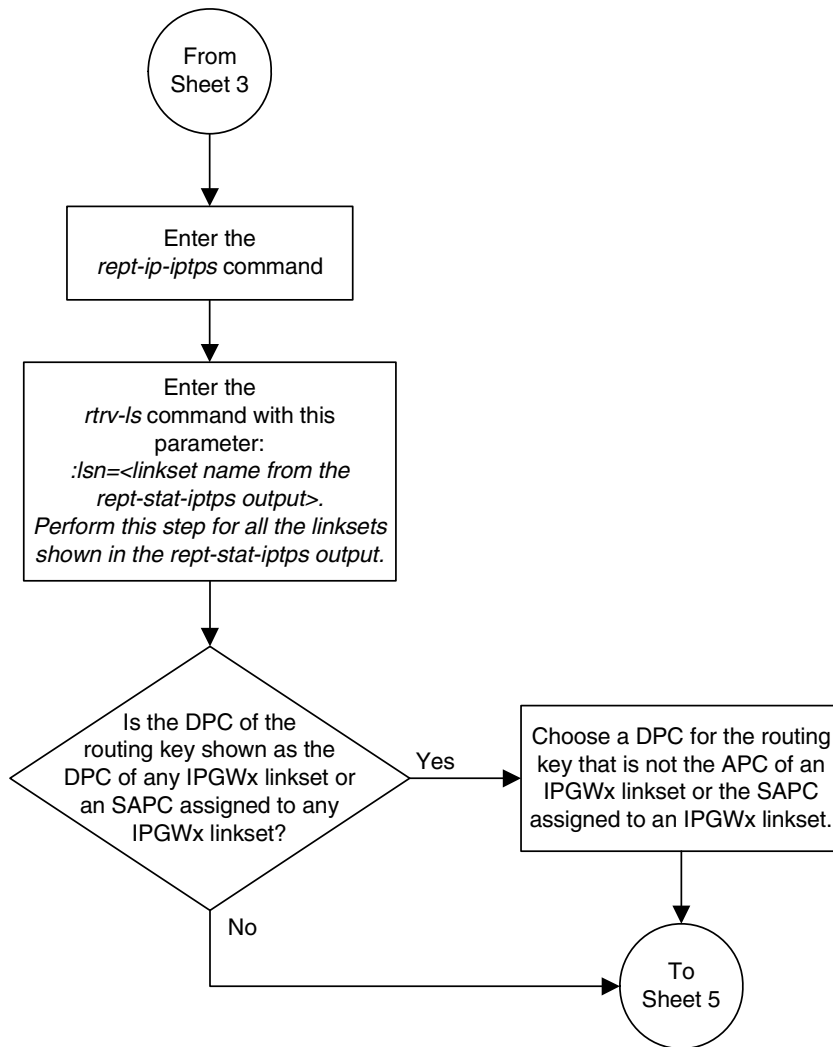 From
Sheet 3
Enter the
rept-ip-iptps command
Enter the
rtrv-ls command with this
parameter:
:lsn=<linkset name from the
rept-stat-iptps output>.
Perform this step for all the linksets
shown in the rept-stat-iptps output.
Is the DPC of the
routing key shown as the
DPC of any IPGWx linkset or
an SAPC assigned to any
IPGWx linkset?
Yes
Choose a DPC for the routing
key that is not the APC of an
IPGWx linkset or the SAPC
assigned to an IPGWx linkset.
No
To
Sheet 5